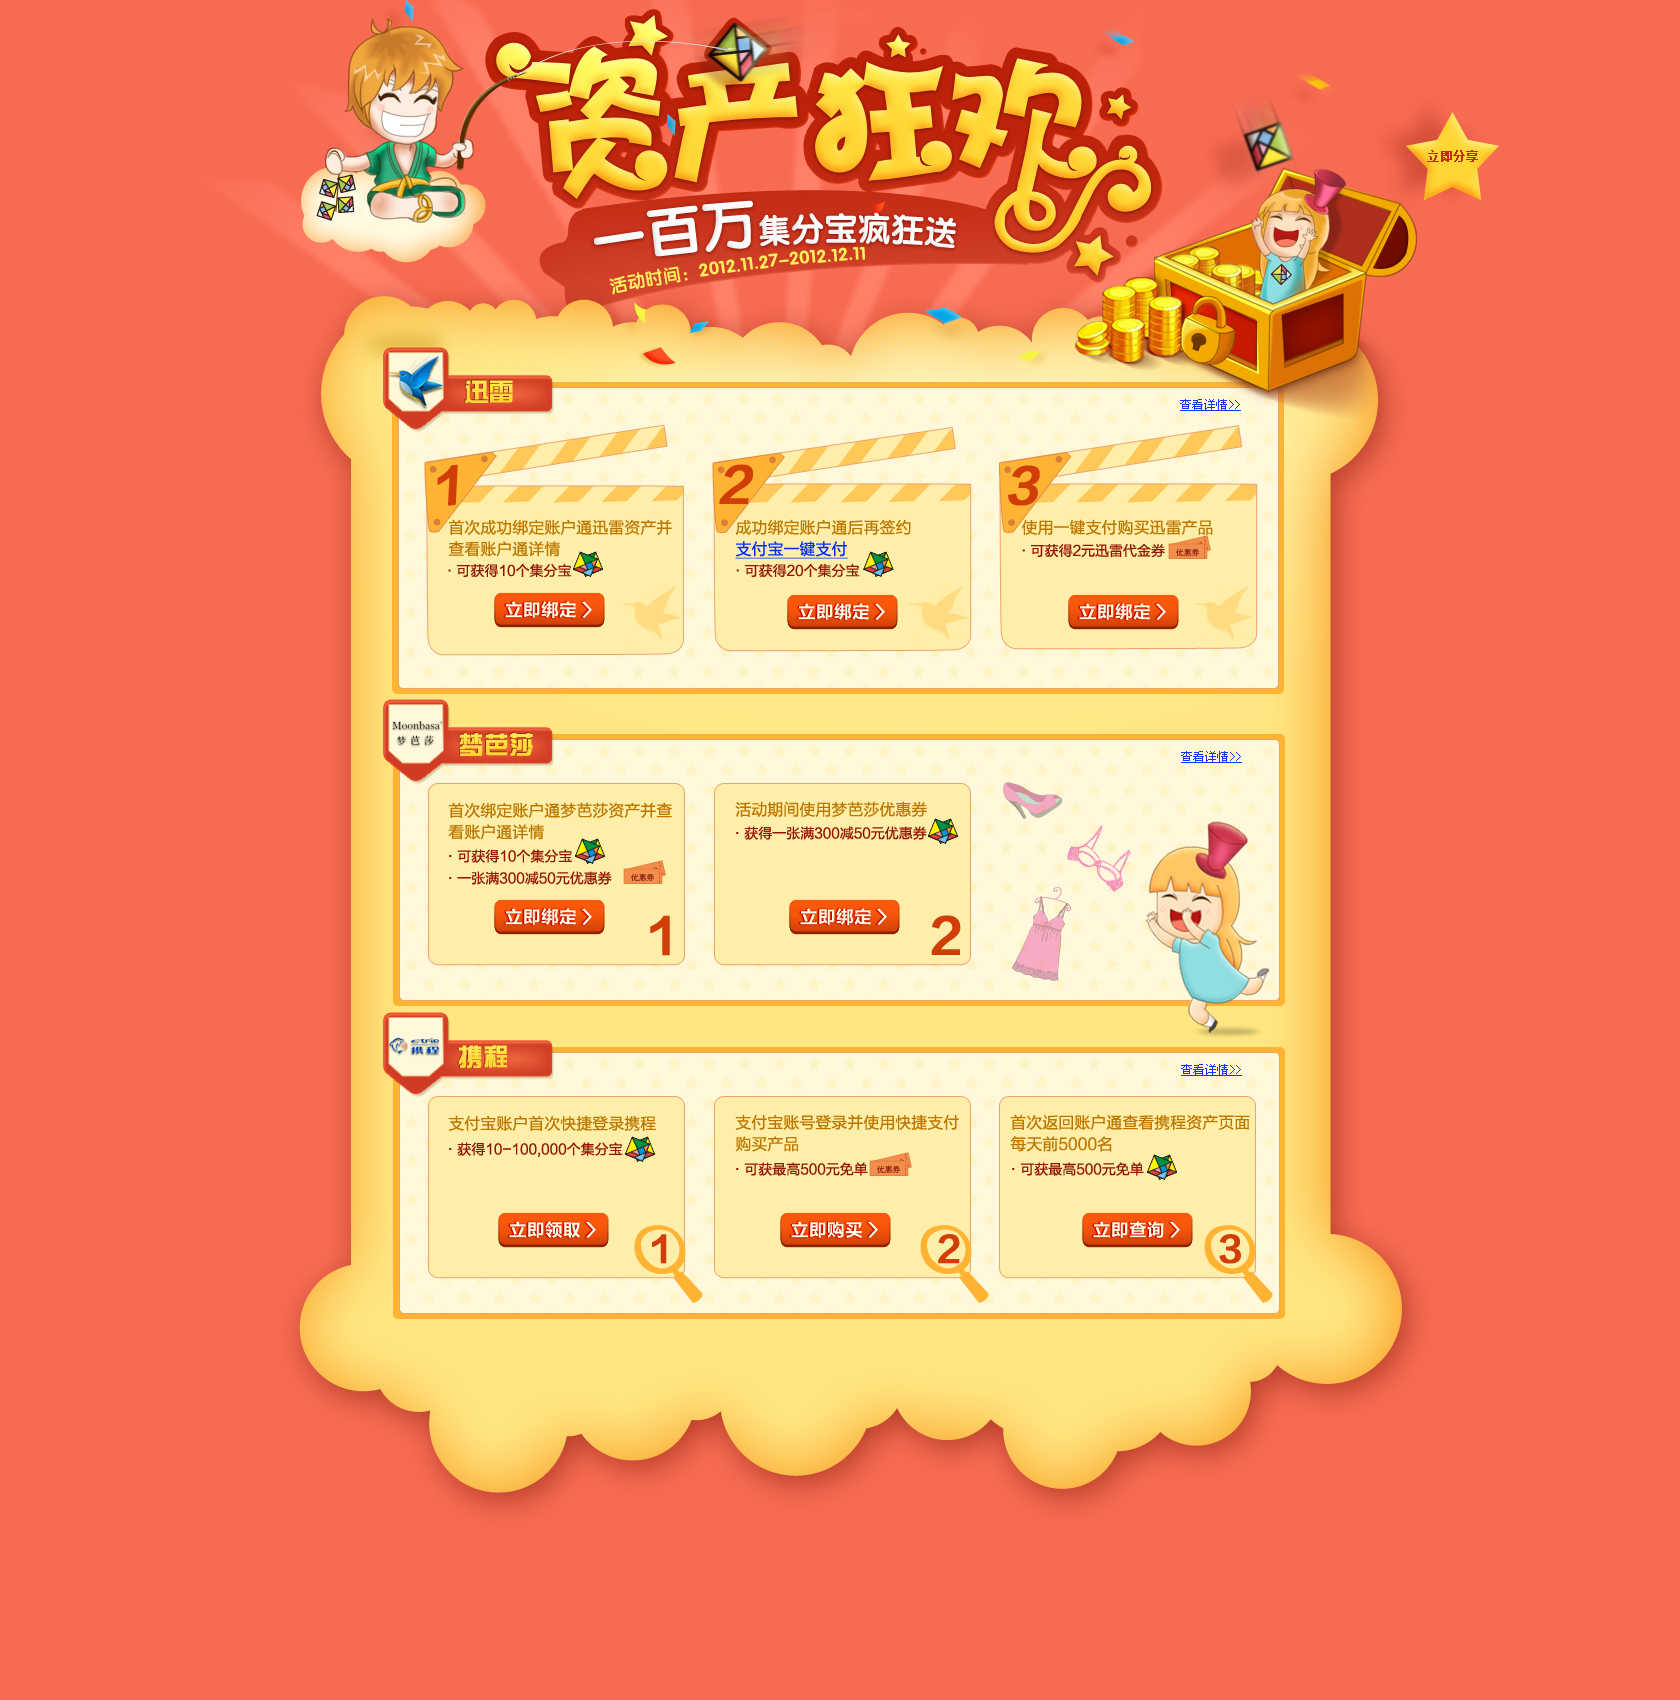 资产狂欢
一百万集分宝疯狂送
活动时间：2012.11.27-2012.12.11
立即分享
迅雷
查看详情>>
1
首次成功绑定账户通迅雷资产并
查看账户通详情
· 可获得10个集分宝
立即绑定 >
2
成功绑定账户通后再签约
支付宝一键支付
· 可获得20个集分宝
立即绑定 >
3
使用一键支付购买迅雷产品
· 可获得2元迅雷代金券 优惠券
立即绑定 >
Moonbasa
梦芭莎
梦芭莎
查看详情>>
首次绑定账户通梦芭莎资产并查
看账户通详情
· 可获得10个集分宝
· 一张满300减50元优惠券 优惠券
立即绑定 >
1
活动期间使用梦芭莎优惠券
· 获得一张满300减50元优惠券
立即绑定 >
2
ctrip
携程
携程
查看详情>>
支付宝账户首次快捷登录携程
· 获得10-100,000个集分宝
立即领取 >
1
支付宝账号登录并使用快捷支付
购买产品
· 可获最高500元免单 优惠券
立即购买 >
2
首次返回账户通查看携程资产页面
每天前5000名
· 可获最高500元免单
立即查询 >
3